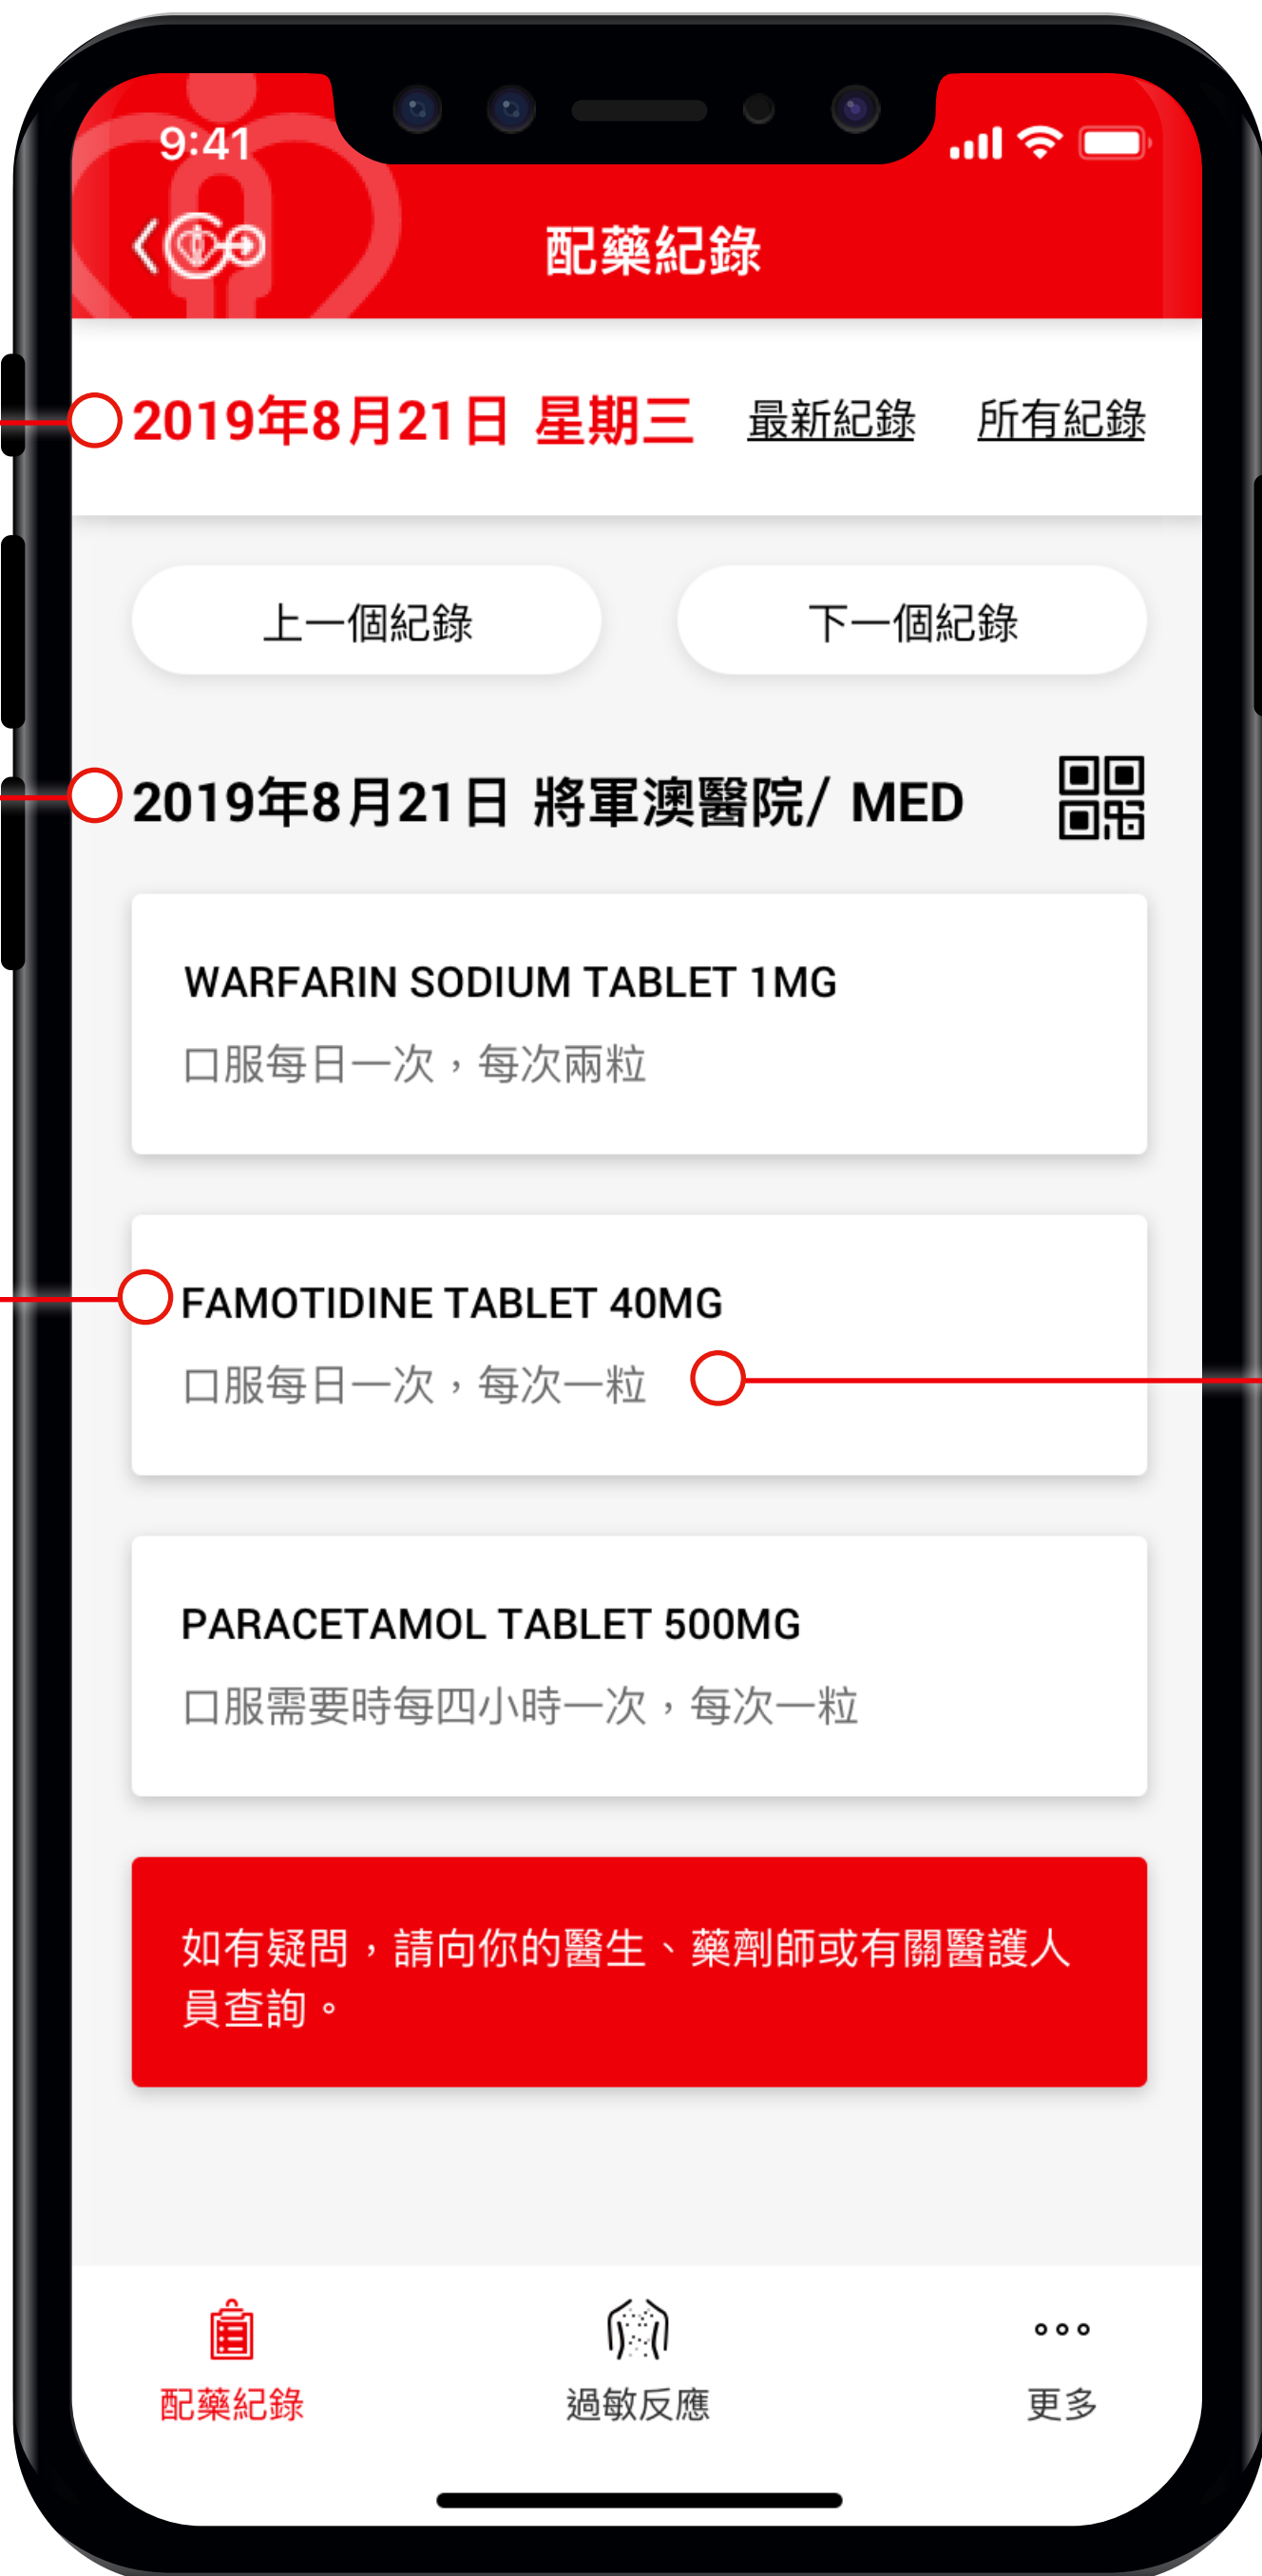 9:41
配藥紀錄
2019年8月21日 星期三 最新紀錄 所有紀錄
上一個紀錄 下一個紀錄
2019年8月21日 將軍澳醫院/ MED
WARFARIN SODIUM TABLET 1MG
口服每日一次，每次兩粒
FAMOTIDINE TABLET 40MG
口服每日一次，每次一粒
PARACETAMOL TABLET 500MG
口服需要時每四小時一次，每次一粒
如有疑問，請向你的醫生、藥劑師或有關醫護人
員查詢。
配藥紀錄 過敏反應 更多